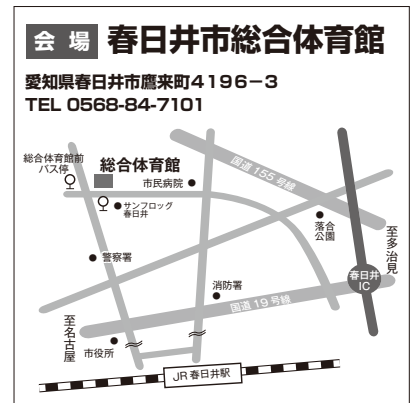 会場 春日井市総合体育館
愛知県春日井市鷹来町4196−3
TEL 0568-84-7101
総合体育館前
バス停
総合体育館
市民病院
サンフロッグ
春日井
国道155号線
落合
公園
至多治見
警察署
春日井
IC
消防署
国道19号線
至名古屋
市役所
JR春日井駅